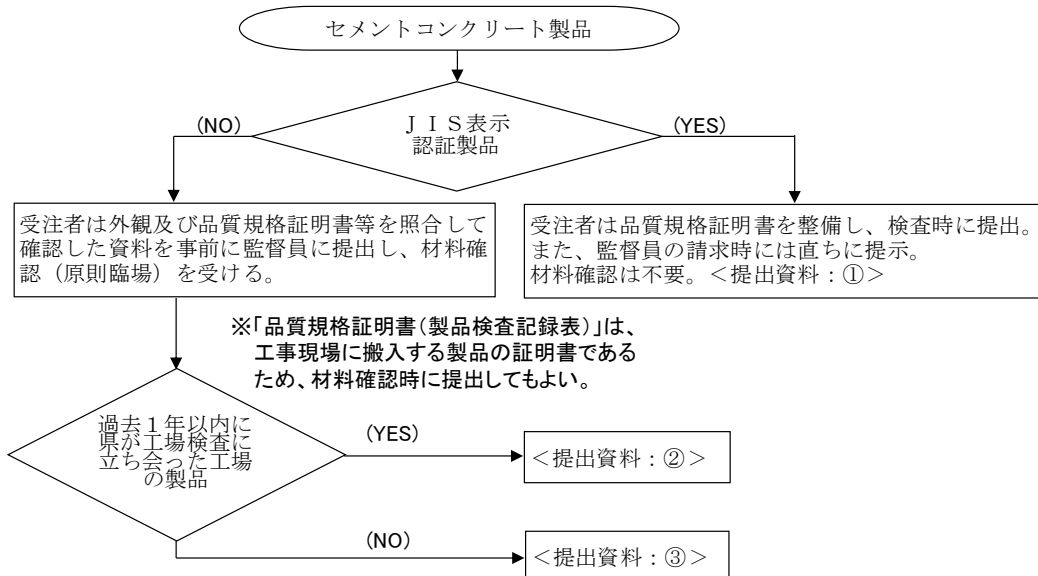 セメントコンクリート製品
ＪＩＳ表示
認証製品
(NO)
(YES)
受注者は外観及び品質規格証明書等を照合して
確認した資料を事前に監督員に提出し、材料確
認（原則臨場）を受ける。
受注者は品質規格証明書を整備し、検査時に提出。
また、監督員の請求時には直ちに提示。
材料確認は不要。＜提出資料：①＞
※「品質規格証明書(製品検査記録表)」は、
工事現場に搬入する製品の証明書である
ため、材料確認時に提出してもよい。
過去１年以内に
県が工場検査に
立ち会った工場
の製品
(YES)
＜提出資料：②＞
(NO)
＜提出資料：③＞